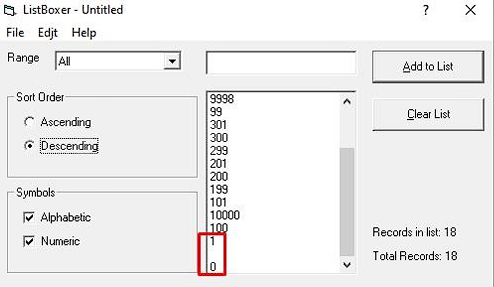 ListBoxer - Untitled
File Edjt Help
Range All Add to List
Sort Order
Ascending
Descending
Symbols
Alphabetic
Numeric
9998
99
301
300
299
201
200
199
101
10000
100
1
0
Clear List
Records in list: 18
Total Records: 18